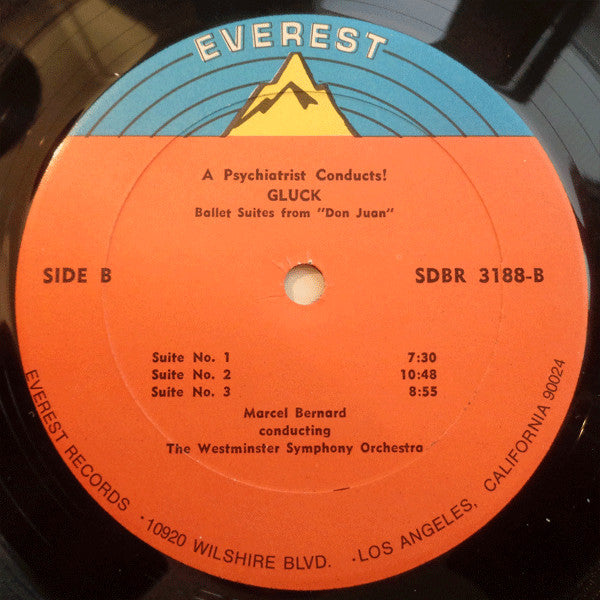 EVEREST
A Psychiatrist Conducts!
GLUCK
Ballet Suites from "Don Juan"
SIDE B
SDBR 3188-B
Suite No. 1 7:30
Suite No. 2 10:48
Suite No. 3 8:55
Marcel Bernard
conducting
The Westminster Symphony Orchestra
EVEREST RECORDS · 10920 WILSHIRE BLVD. · LOS ANGELES, CALIFORNIA 90024